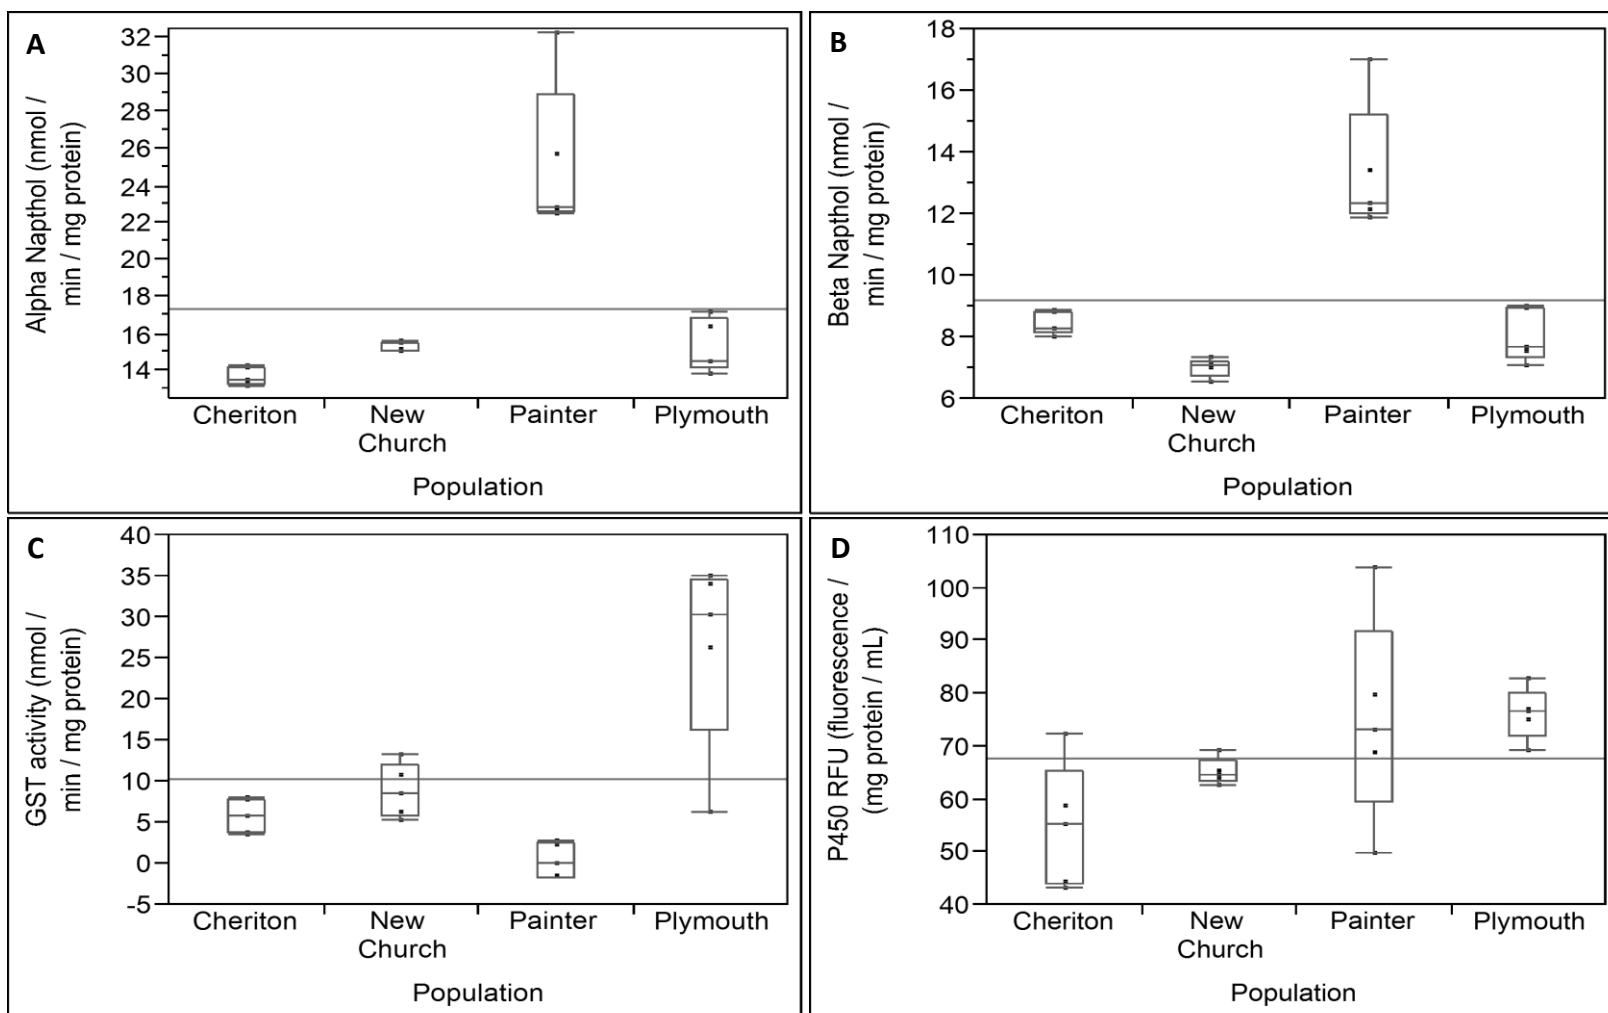 A
Alpha Napthol (nmol /
min / mg protein)
32
30
28
26
24
22
20
18
16
14
Cheriton
New
Church
Painter
Plymouth
Population
B
Beta Napthol (nmol /
min / mg protein)
18
16
14
12
10
8
6
Cheriton
New
Church
Painter
Plymouth
Population
C
GST activity (nmol /
min / mg protein)
40
35
30
25
20
15
10
5
0
-5
Cheriton
New
Church
Painter
Plymouth
Population
D
P450 RFU (fluorescence /
(mg protein / mL)
110
100
90
80
70
60
50
40
Cheriton
New
Church
Painter
Plymouth
Population